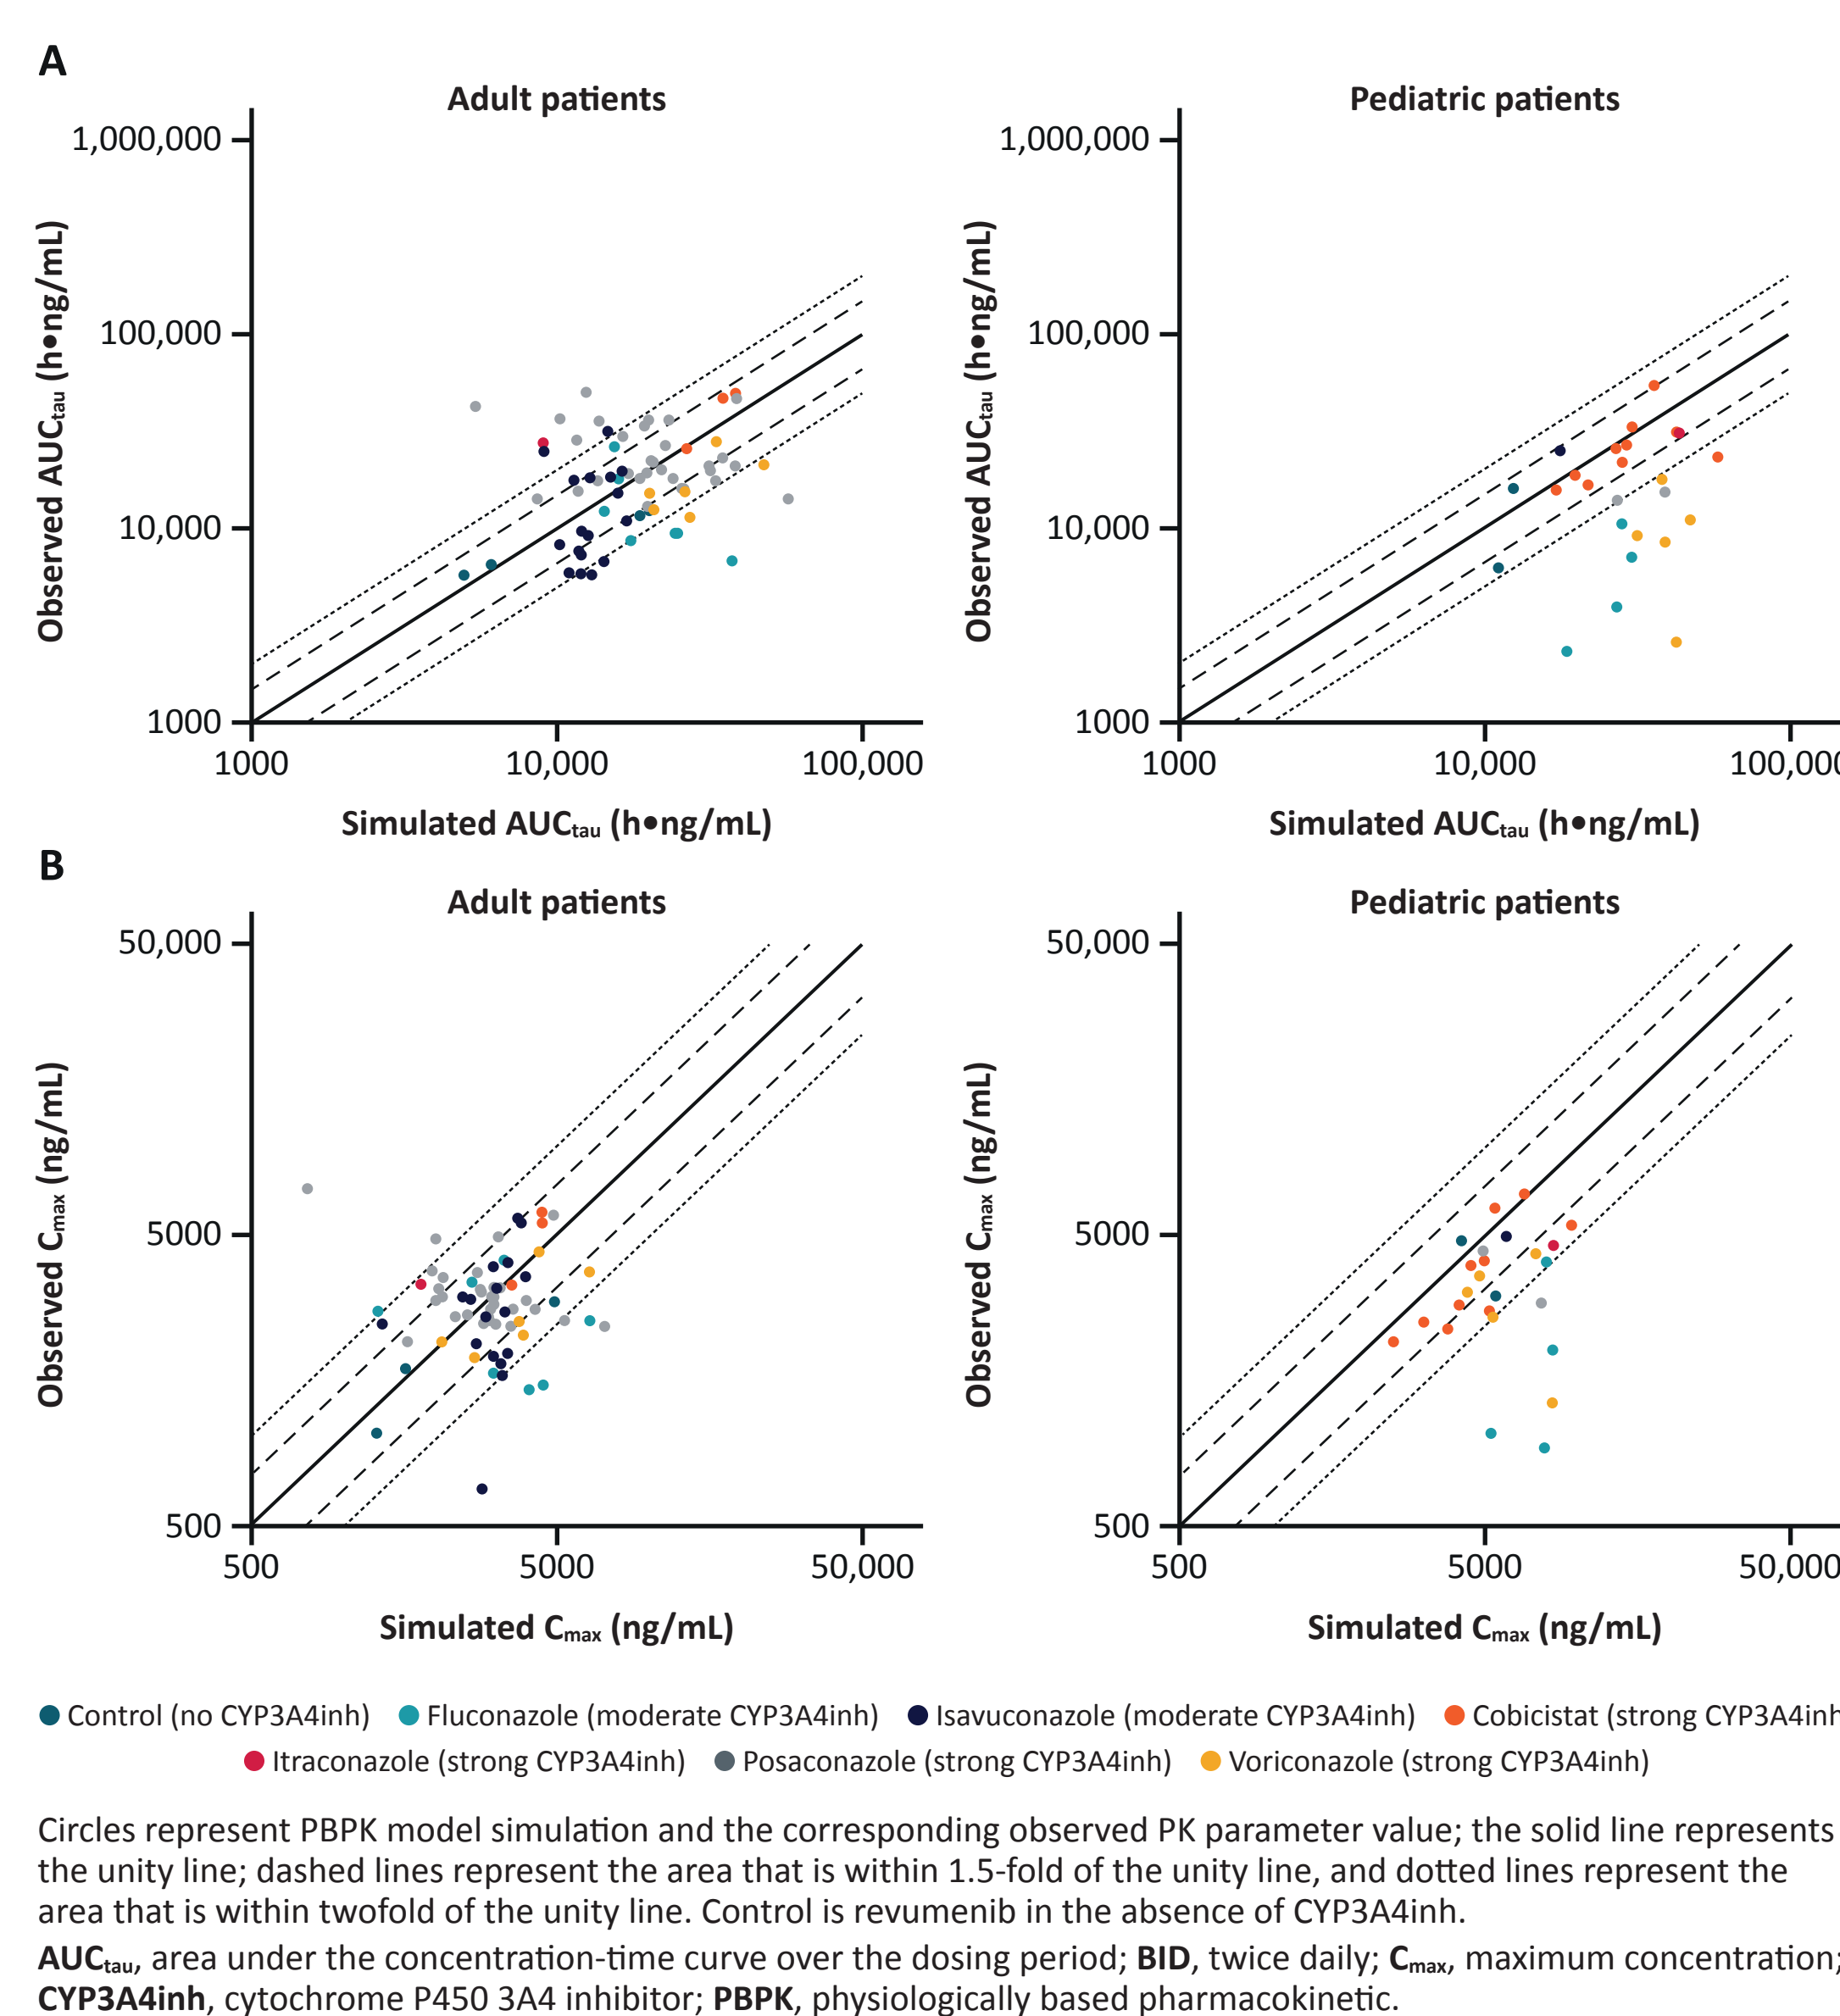 A
Adult patients
Pediatric patients
1,000,000
100,000
10,000
1000
Observed AUCtau (h•ng/mL)
1000
10,000
100,000
Simulated AUCtau (h•ng/mL)
1,000,000
100,000
10,000
1000
Observed AUCtau (h•ng/mL)
1000
10,000
100,000
Simulated AUCtau (h•ng/mL)
B
Adult patients
Pediatric patients
50,000
5000
500
Observed Cmax (ng/mL)
500
5000
50,000
Simulated Cmax (ng/mL)
50,000
5000
500
Observed Cmax (ng/mL)
500
5000
50,000
Simulated Cmax (ng/mL)
Control (no CYP3A4inh) Fluconazole (moderate CYP3A4inh) Isavuconazole (moderate CYP3A4inh) Cobicistat (strong CYP3A4inh
Itraconazole (strong CYP3A4inh) Posaconazole (strong CYP3A4inh) Voriconazole (strong CYP3A4inh)
Circles represent PBPK model simulation and the corresponding observed PK parameter value; the solid line represents
the unity line; dashed lines represent the area that is within 1.5-fold of the unity line, and dotted lines represent the
area that is within twofold of the unity line. Control is revumenib in the absence of CYP3A4inh.
AUCtau, area under the concentration-time curve over the dosing period; BID, twice daily; Cmax, maximum concentration;
CYP3A4inh, cytochrome P450 3A4 inhibitor; PBPK, physiologically based pharmacokinetic.